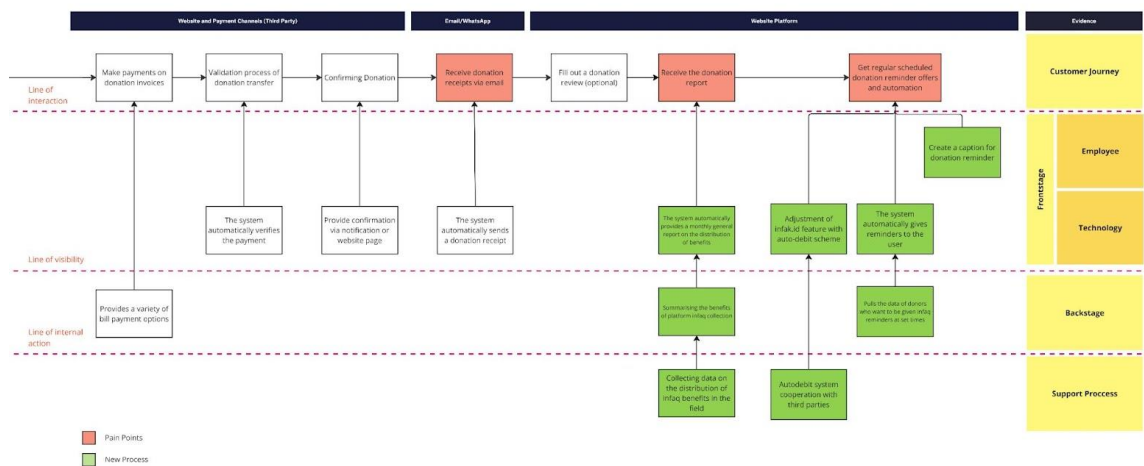 Website and Payment Channels (Third Party)
Email/WhatsApp
Website Platform
Evidence
Make payments on
donation invoices
Validation process of
donation transfer
Confirming Donation
Receive donation
receipts via email
Fill out a donation
review (optional)
Receive the donation
report
Get regular scheduled
donation reminder offers
and automation
Customer Journey
Line of
interaction
Create a caption for
donation reminder
Employee
Frontstage
The system
automatically verifies
the payment
Provide confirmation
via notification or
website page
The system
automatically sends
a donation receipt
The system automatically
provides a monthly general
report on the distribution
of benefits
Adjustment of
infak.id feature with
auto-debit scheme
The system
automatically gives
reminders to the
user
Technology
Line of visibility
Provides a variety of
bill payment options
Summarising the benefits
of platform infaq collection
Pulls the data of donors
who want to be given infaq
reminders at set times
Backstage
Line of internal
action
Collecting data on
the distribution of
infaq benefits in the
field
Autodebit system
cooperation with
third parties
Support Proccess
Pain Points
New Process